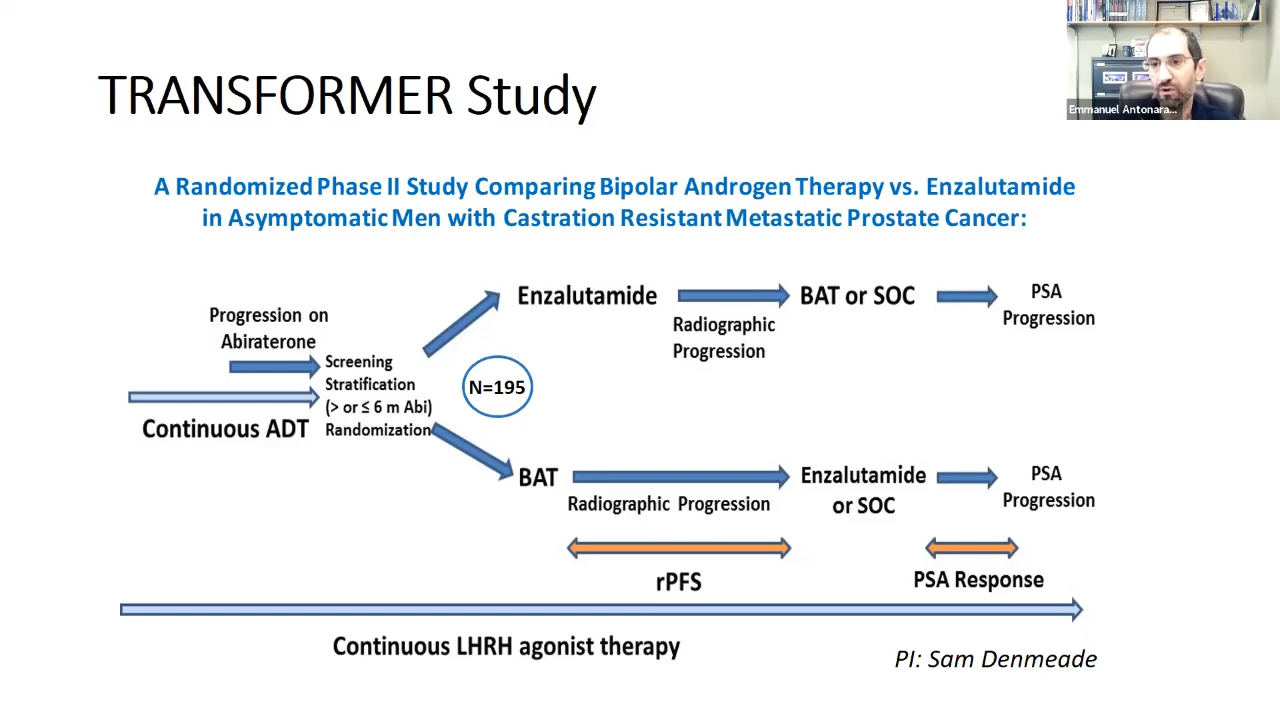 TRANSFORMER Study
Emmanuel Antonara...
A Randomized Phase II Study Comparing Bipolar Androgen Therapy vs. Enzalutamide
in Asymptomatic Men with Castration Resistant Metastatic Prostate Cancer:
Progression on
Abiraterone
Continuous ADT
Screening
Stratification
(> or ≤ 6 m Abi)
Randomization
N=195
Enzalutamide
Radiographic
Progression
BAT or SOC
PSA
Progression
BAT
Radiographic Progression
Enzalutamide
or SOC
PSA
Progression
rPFS
PSA Response
Continuous LHRH agonist therapy
PI: Sam Denmeade